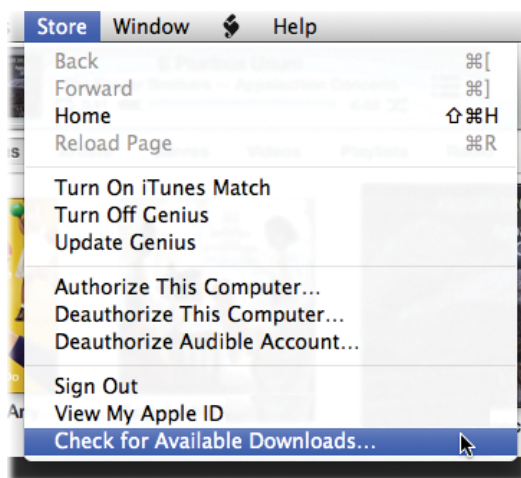 Store Window Help
Back ⌘[
Forward ⌘]
Home ⇧⌘H
Reload Page ⌘R
Turn On iTunes Match
Turn Off Genius
Update Genius
Authorize This Computer...
Deauthorize This Computer...
Deauthorize Audible Account...
Sign Out
View My Apple ID
Check for Available Downloads...